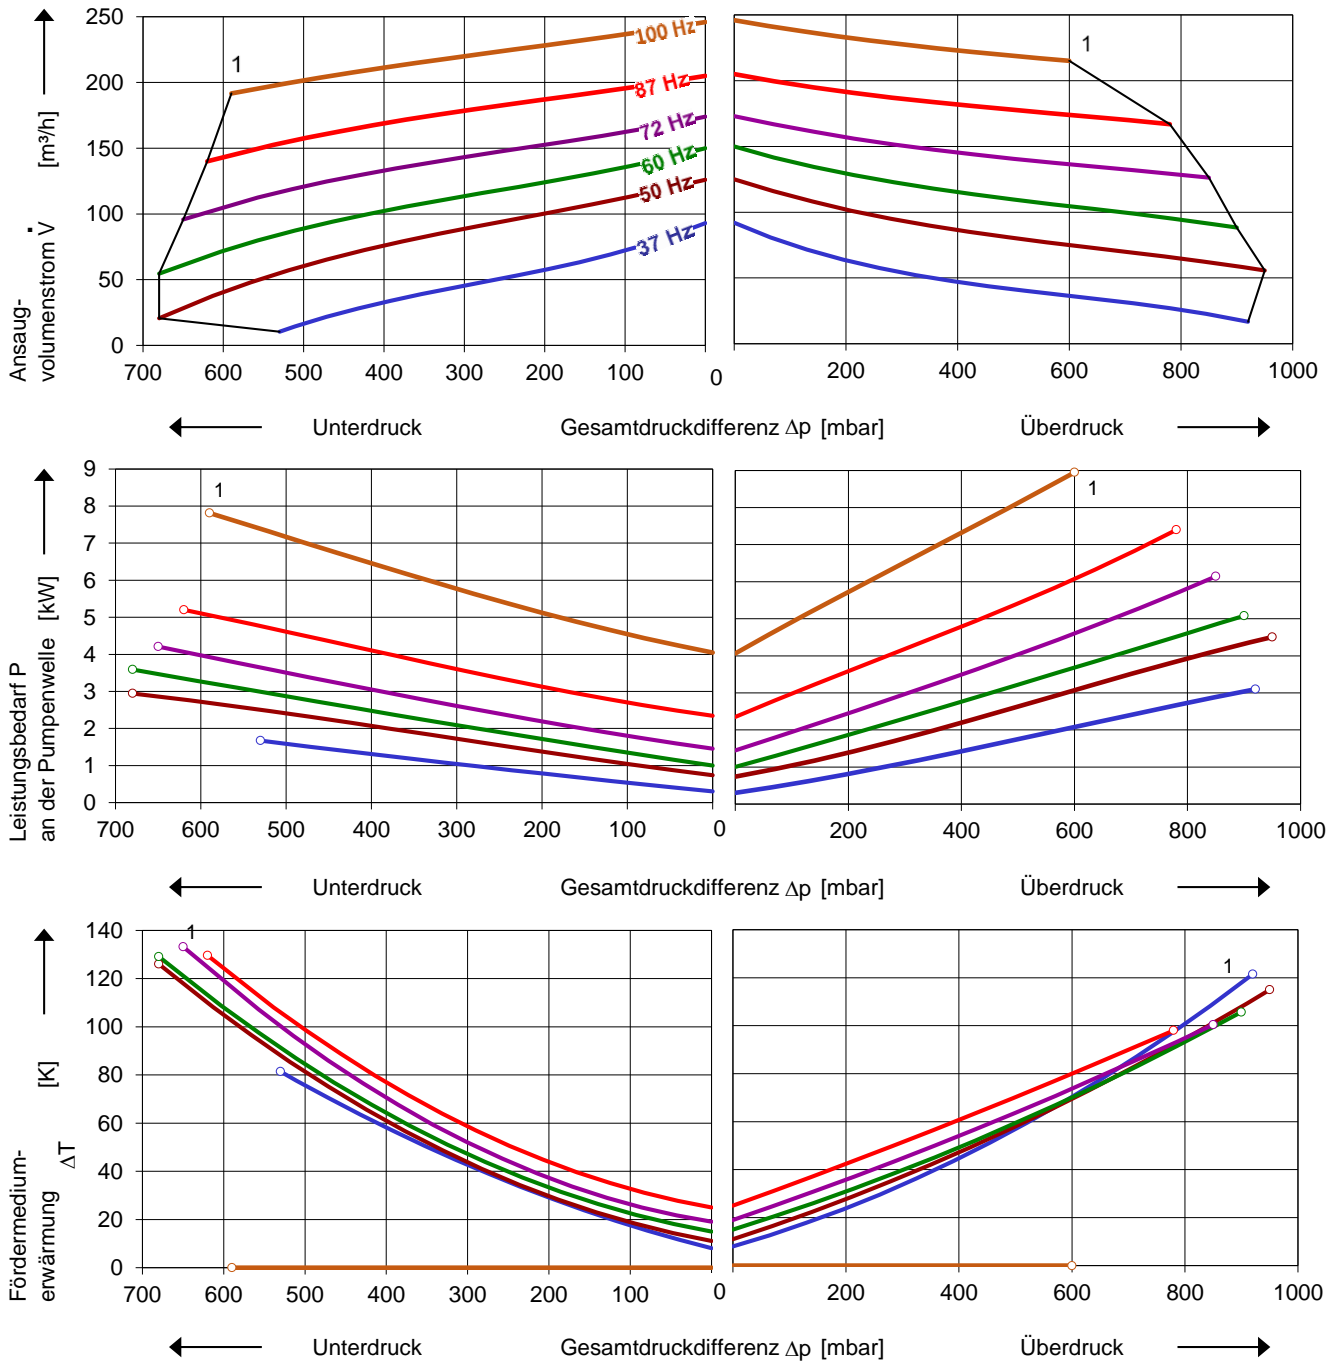 250
200
150
100
50
0
Ansaug-
volumenstrom V̇ [m³/h]
1
100 Hz
87 Hz
72 Hz
60 Hz
50 Hz
37 Hz
1
700 600 500 400 300 200 100 0 200 400 600 800 1000
Unterdruck Gesamtdruckdifferenz Δp [mbar] Überdruck
9
8
7
6
5
4
3
2
1
0
Leistungsbedarf P
an der Pumpenwelle [kW]
1
1
700 600 500 400 300 200 100 0 200 400 600 800 1000
Unterdruck Gesamtdruckdifferenz Δp [mbar] Überdruck
140
120
100
80
60
40
20
0
Fördermedium-
erwärmung ΔT [K]
1
1
700 600 500 400 300 200 100 0 200 400 600 800 1000
Unterdruck Gesamtdruckdifferenz Δp [mbar] Überdruck